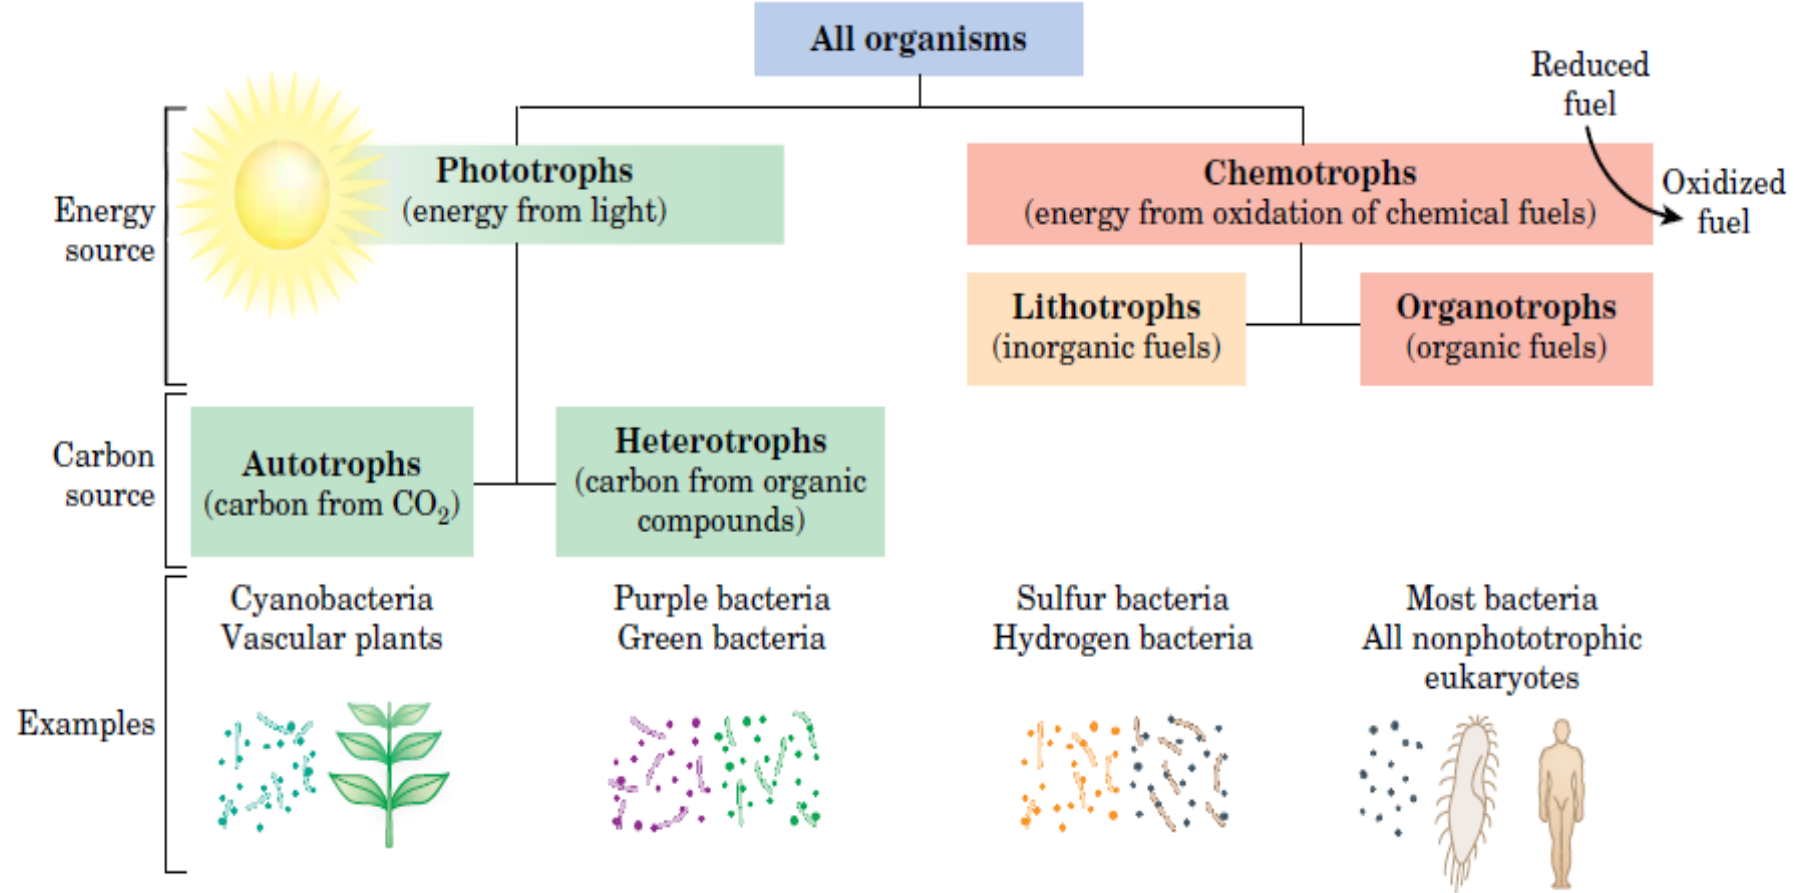 All organisms
Reduced
fuel
Oxidized
fuel
Energy
source
Phototrophs
(energy from light)
Chemotrophs
(energy from oxidation of chemical fuels)
Lithotrophs
(inorganic fuels)
Organotrophs
(organic fuels)
Carbon
source
Autotrophs
(carbon from CO₂)
Heterotrophs
(carbon from organic
compounds)
Examples
Cyanobacteria
Vascular plants
Purple bacteria
Green bacteria
Sulfur bacteria
Hydrogen bacteria
Most bacteria
All nonphototrophic
eukaryotes